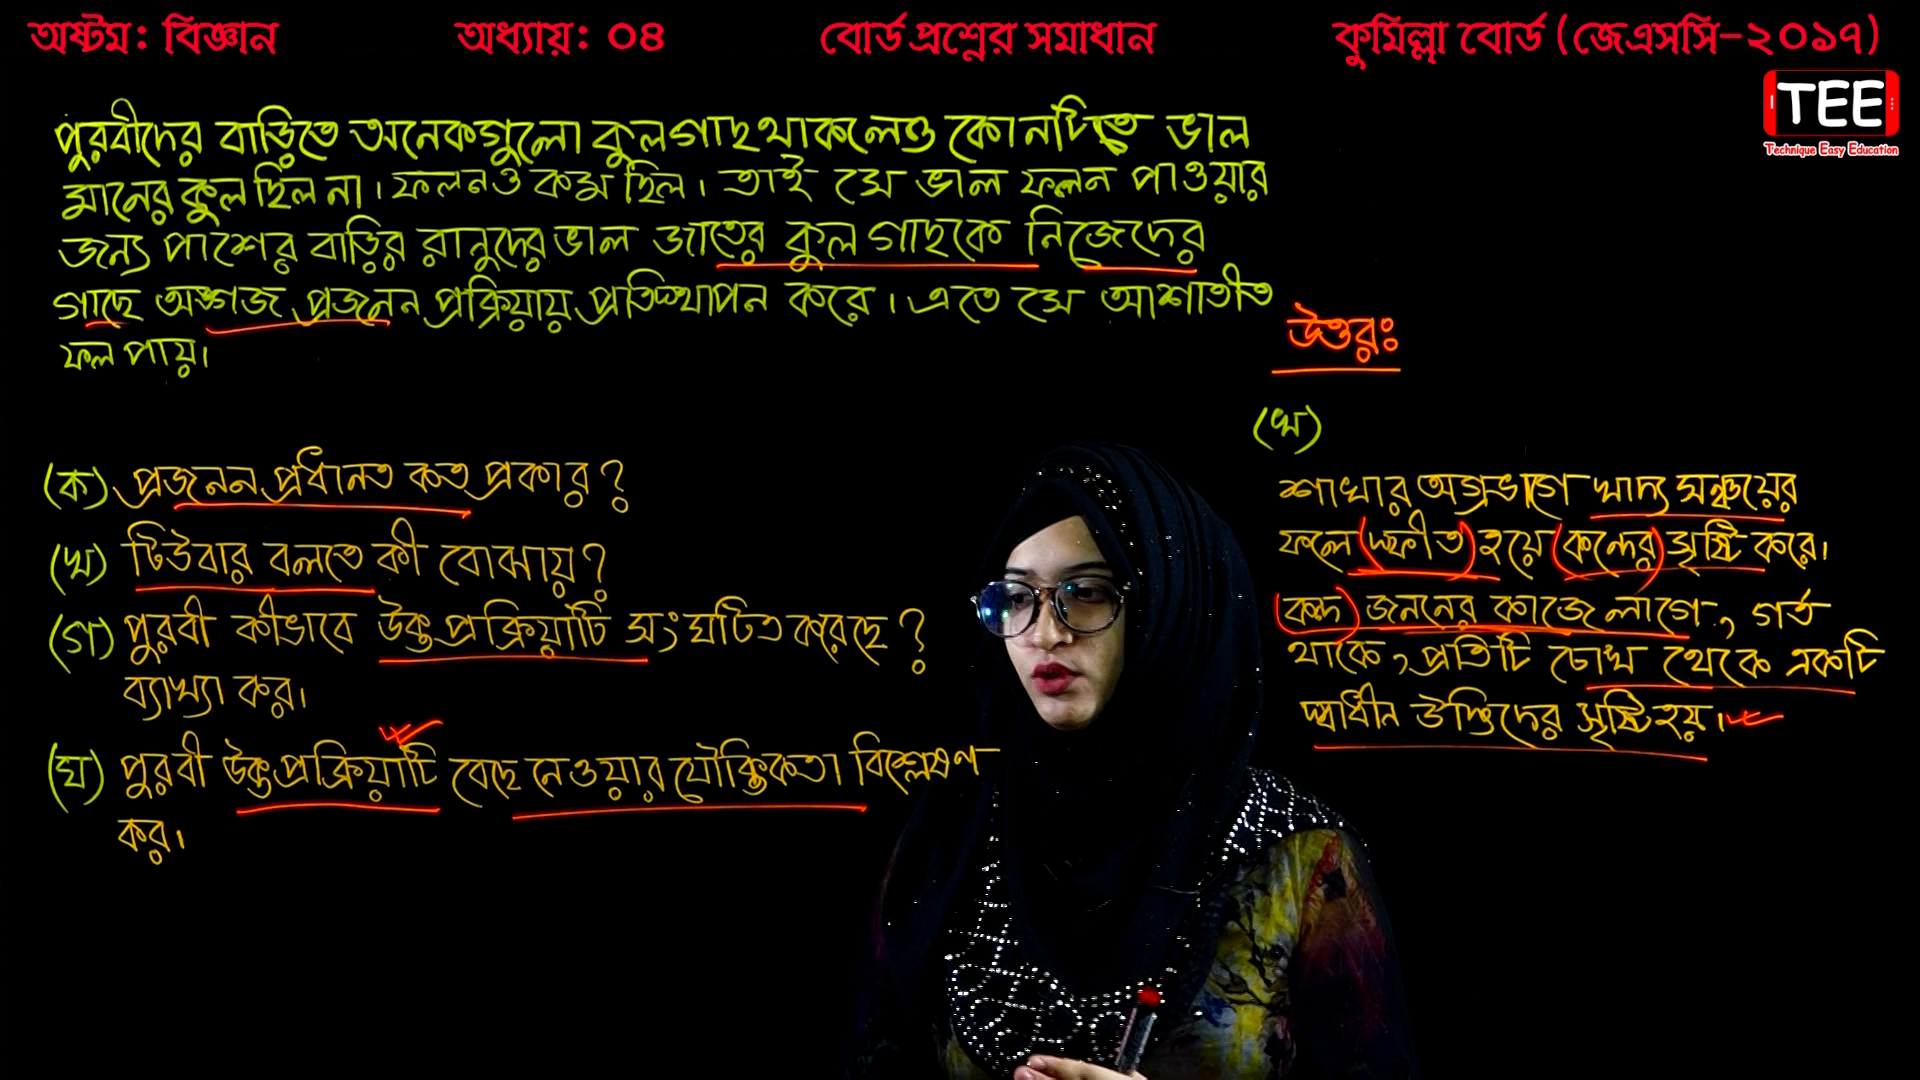 অষ্টম: বিজ্ঞান অধ্যায়: ০৪ বোর্ড প্রশ্নের সমাধান কুমিল্লা বোর্ড (জেএসসি-২০১৭)
TEE
Technique Easy Education
পুরবীদের বাড়িতে অনেকগুলো কুলগাছ থাকলেও কোনটিতে ভাল
মানের কুল ছিল না। ফলনও কম ছিল। তাই সে ভাল ফলন পাওয়ার
জন্য পাশের বাড়ির রানুদের ভাল জাতের কুল গাছকে নিজেদের
গাছে অঙ্গজ প্রজনন প্রক্রিয়ায় প্রতিস্থাপন করে। এতে সে আশাতীত
ফল পায়।
(ক) প্রজনন প্রধানত কত প্রকার?
(খ) টিউবার বলতে কী বোঝায়?
(গ) পুরবী কীভাবে উক্ত প্রক্রিয়াটি সংঘটিত করেছে?
ব্যাখ্যা কর।
(ঘ) পুরবী উক্ত প্রক্রিয়াটি বেছে নেওয়ার যৌক্তিকতা বিশ্লেষণ
কর।
উত্তরঃ
(খ)
শাখার অগ্রভাগে খাদ্য সঞ্চয়ের
ফলে (স্ফীত) হয়ে (কন্দের) সৃষ্টি করে।
(কন্দ) জননের কাজে লাগে, গর্ত
থাকে, প্রতিটি চোখ থেকে একটি
স্বাধীন উদ্ভিদের সৃষ্টি হয়।